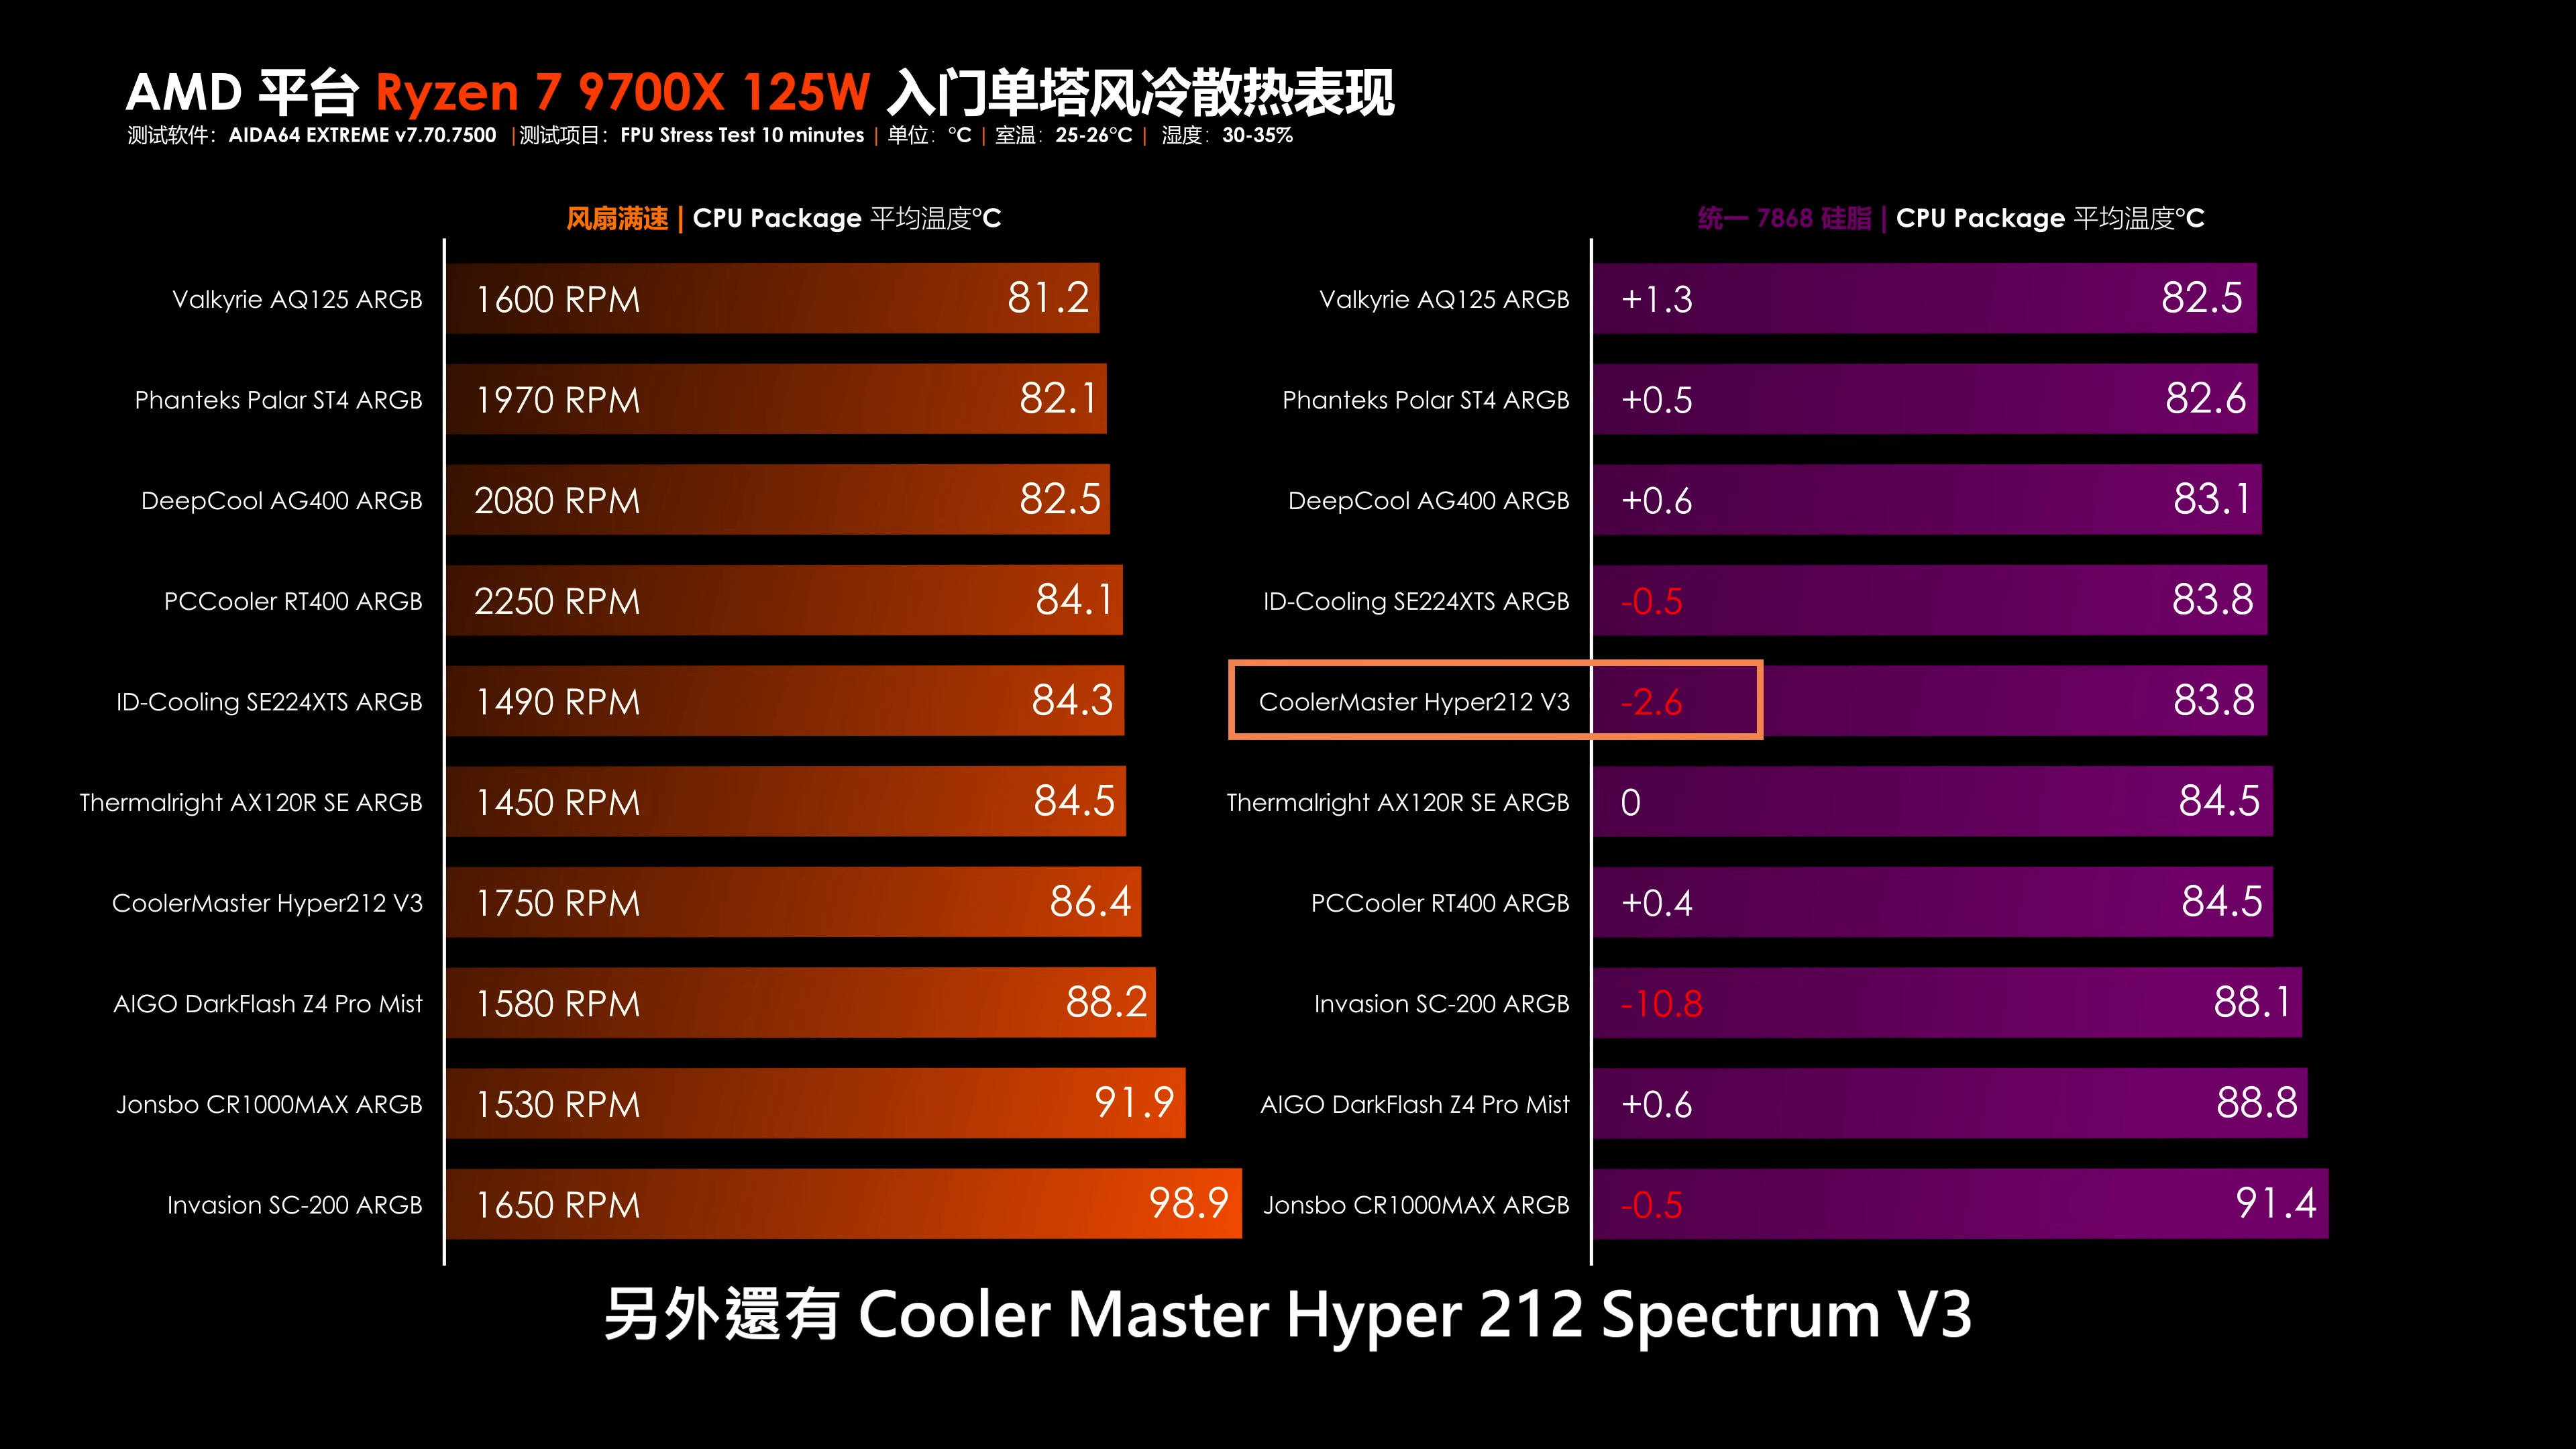 AMD 平台 Ryzen 7 9700X 125W 入门单塔风冷散热表现
测试软件：AIDA64 EXTREME v7.70.7500 | 测试项目：FPU Stress Test 10 minutes | 单位：°C | 室温：25-26°C | 湿度：30-35%
风扇满速 | CPU Package 平均温度°C
Valkyrie AQ125 ARGB 1600 RPM 81.2
Phanteks Palar ST4 ARGB 1970 RPM 82.1
DeepCool AG400 ARGB 2080 RPM 82.5
PCCooler RT400 ARGB 2250 RPM 84.1
ID-Cooling SE224XTS ARGB 1490 RPM 84.3
Thermalright AX120R SE ARGB 1450 RPM 84.5
CoolerMaster Hyper212 V3 1750 RPM 86.4
AIGO DarkFlash Z4 Pro Mist 1580 RPM 88.2
Jonsbo CR1000MAX ARGB 1530 RPM 91.9
Invasion SC-200 ARGB 1650 RPM 98.9
统一 7868 硅脂 | CPU Package 平均温度°C
Valkyrie AQ125 ARGB +1.3 82.5
Phanteks Polar ST4 ARGB +0.5 82.6
DeepCool AG400 ARGB +0.6 83.1
ID-Cooling SE224XTS ARGB -0.5 83.8
CoolerMaster Hyper212 V3 -2.6 83.8
Thermalright AX120R SE ARGB 0 84.5
PCCooler RT400 ARGB +0.4 84.5
Invasion SC-200 ARGB -10.8 88.1
AIGO DarkFlash Z4 Pro Mist +0.6 88.8
Jonsbo CR1000MAX ARGB -0.5 91.4
另外還有 Cooler Master Hyper 212 Spectrum V3